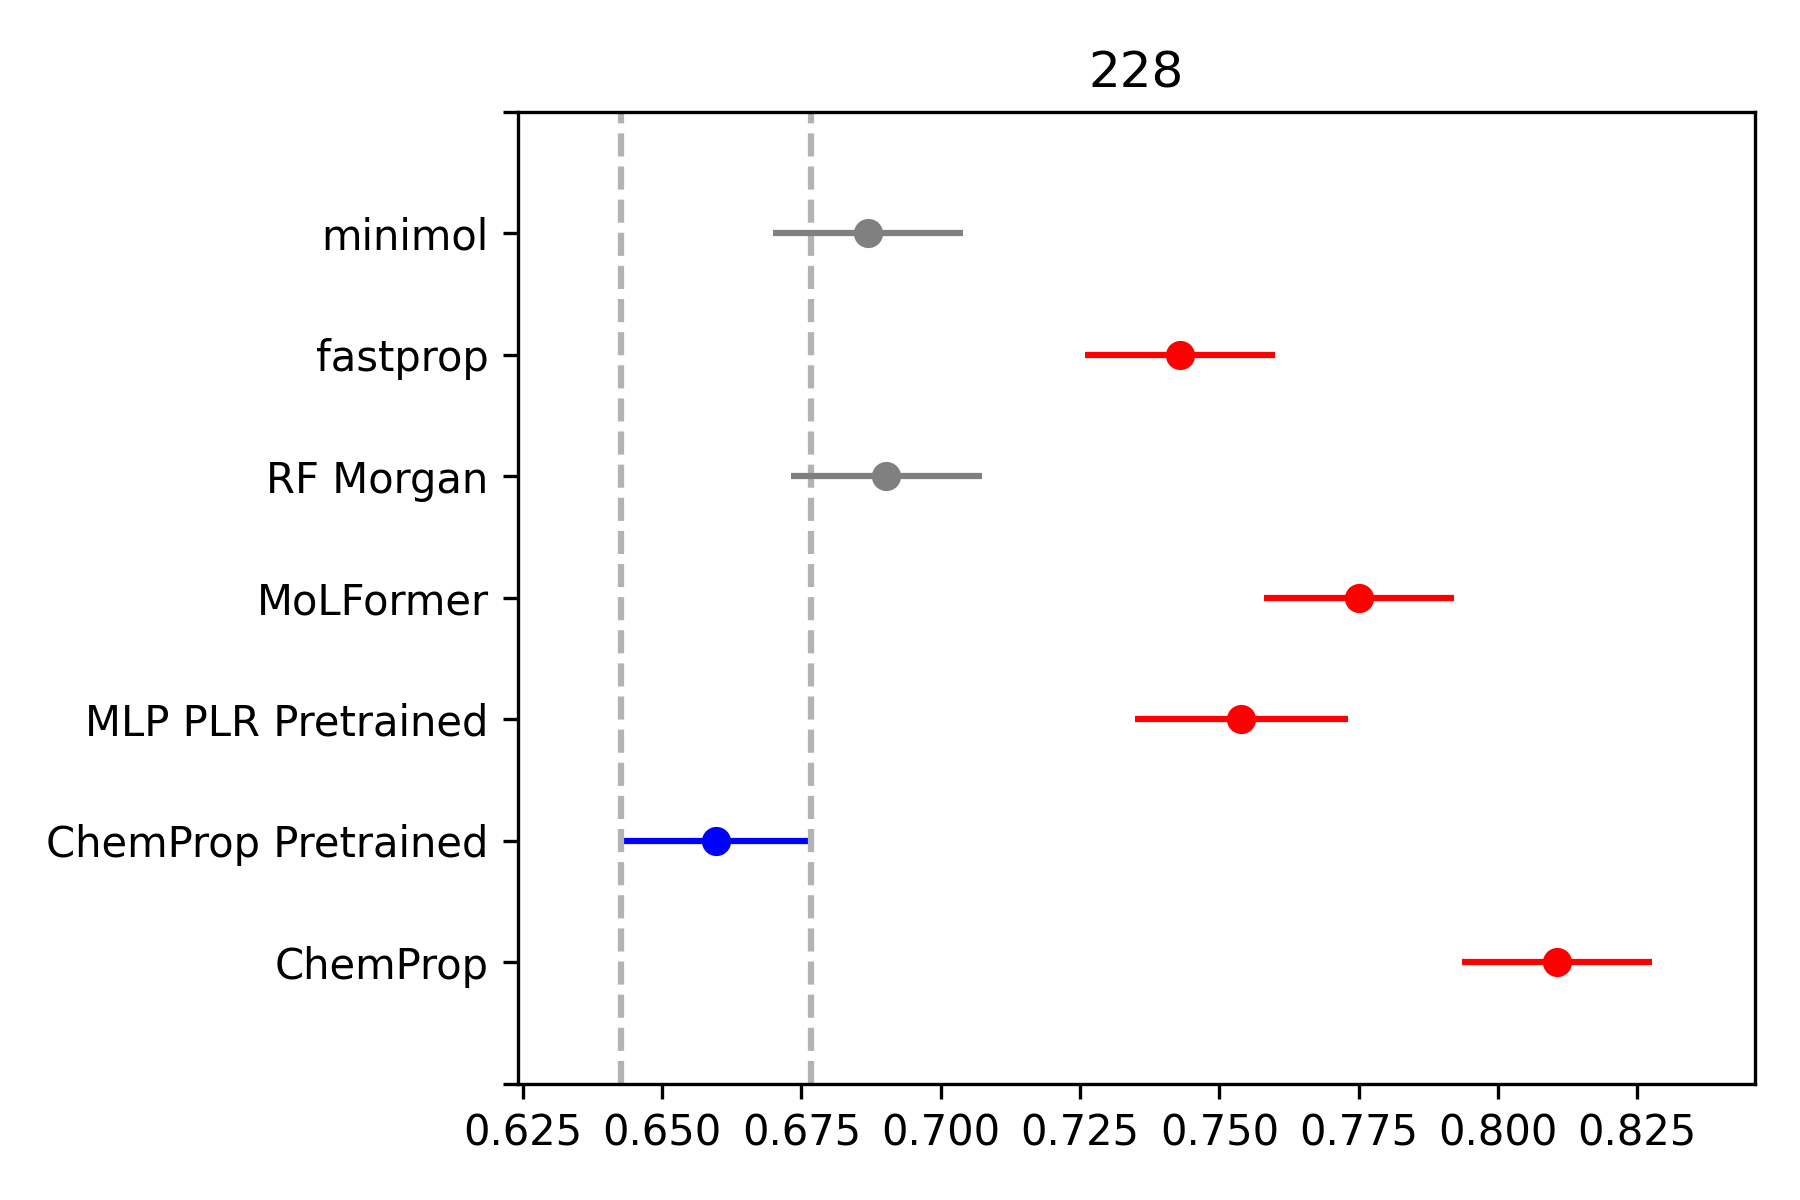 228
minimol
fastprop
RF Morgan
MoLFormer
MLP PLR Pretrained
ChemProp Pretrained
ChemProp
0.625 0.650 0.675 0.700 0.725 0.750 0.775 0.800 0.825